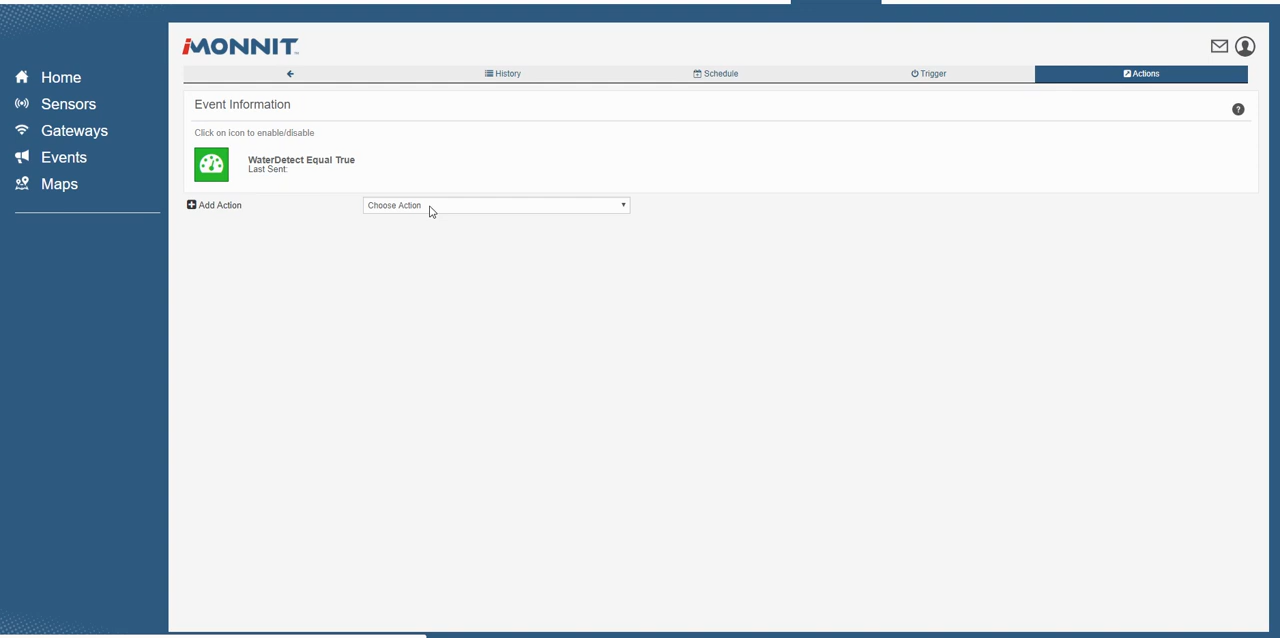 iMONNIT™
Home
Sensors
Gateways
Events
Maps
History
Schedule
Trigger
Actions
Event Information
?
Click on icon to enable/disable
WaterDetect Equal True
Last Sent:
Add Action
Choose Action